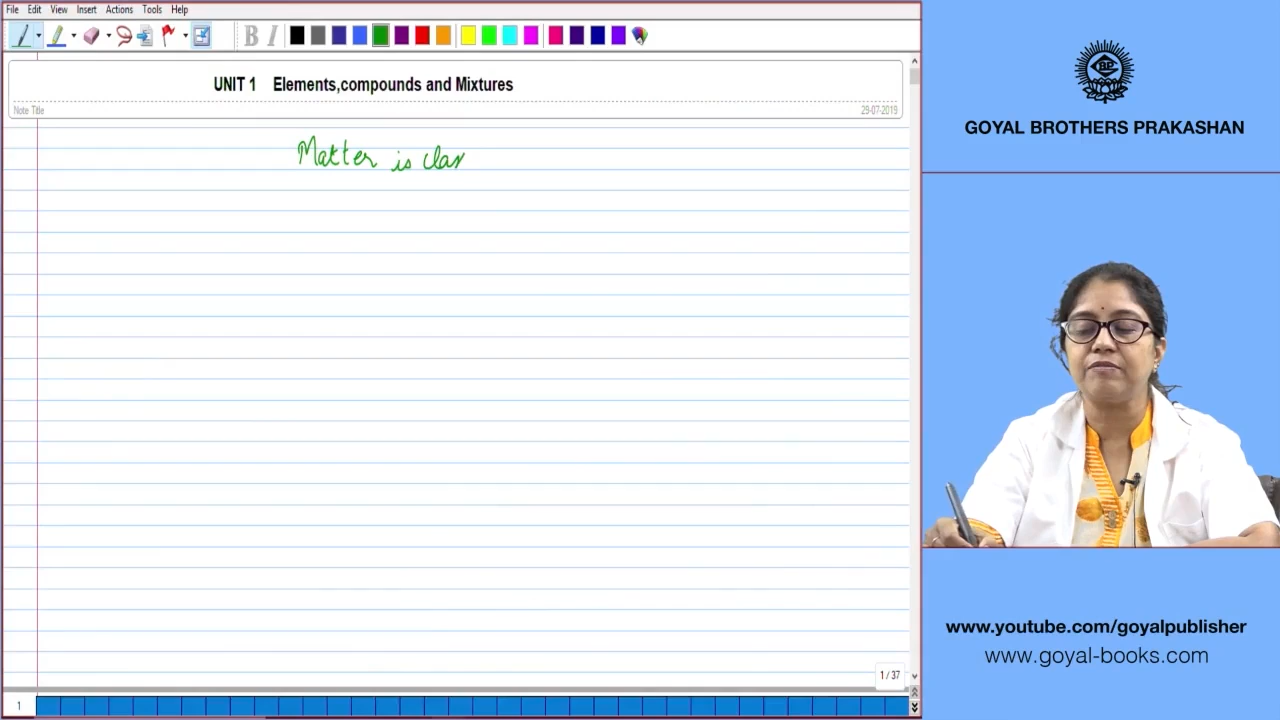 File Edit View Insert Actions Tools Help
B I
UNIT 1 Elements,compounds and Mixtures
Note Title 29-07-2019
Matter is clas
1 / 37
1
GBP
GOYAL BROTHERS PRAKASHAN
www.youtube.com/goyalpublisher
www.goyal-books.com